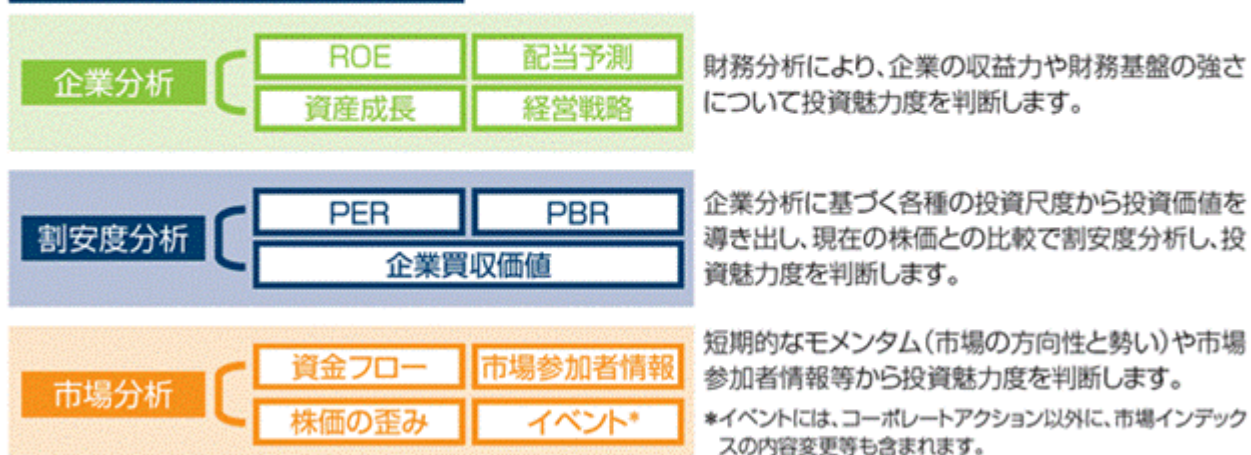 企業分析
ROE
配当予測
資産成長
経営戦略
財務分析により、企業の収益力や財務基盤の強さ
について投資魅力度を判断します。
割安度分析
PER
PBR
企業買収価値
企業分析に基づく各種の投資尺度から投資価値を
導き出し、現在の株価との比較で割安度分析し、投
資魅力度を判断します。
市場分析
資金フロー
市場参加者情報
株価の歪み
イベント*
短期的なモメンタム(市場の方向性と勢い)や市場
参加者情報等から投資魅力度を判断します。
*イベントには、コーポレートアクション以外に、市場インデック
スの内容変更等も含まれます。